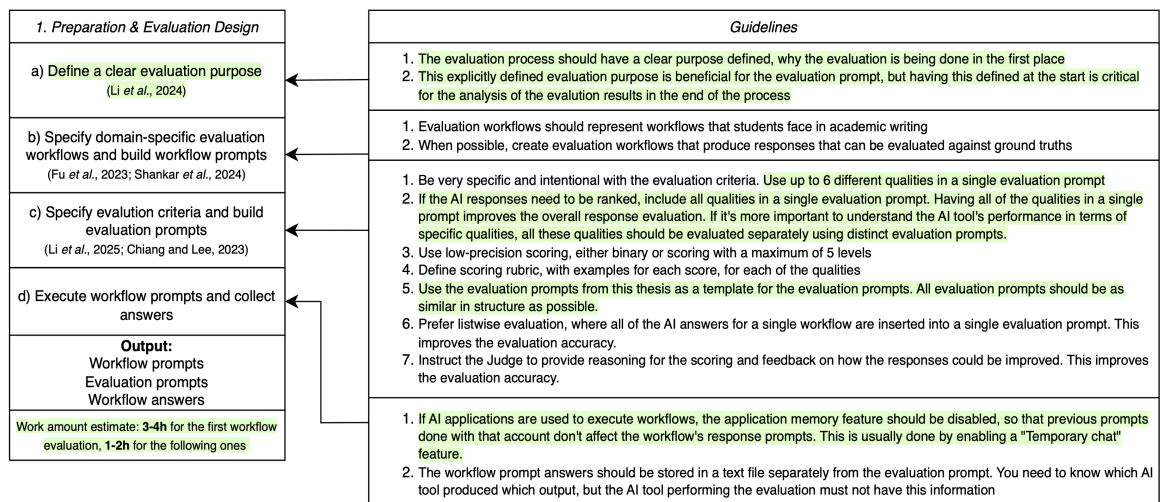 1. Preparation & Evaluation Design
a) Define a clear evaluation purpose
(Li et al., 2024)
b) Specify domain-specific evaluation
workflows and build workflow prompts
(Fu et al., 2023; Shankar et al., 2024)
c) Specify evalution criteria and build
evaluation prompts
(Li et al., 2025; Chiang and Lee, 2023)
d) Execute workflow prompts and collect
answers
Output:
Workflow prompts
Evaluation prompts
Workflow answers
Work amount estimate: 3-4h for the first workflow
evaluation, 1-2h for the following ones
Guidelines
1. The evaluation process should have a clear purpose defined, why the evaluation is being done in the first place
2. This explicitly defined evaluation purpose is beneficial for the evaluation prompt, but having this defined at the start is critical
for the analysis of the evalution results in the end of the process
1. Evaluation workflows should represent workflows that students face in academic writing
2. When possible, create evaluation workflows that produce responses that can be evaluated against ground truths
1. Be very specific and intentional with the evaluation criteria. Use up to 6 different qualities in a single evaluation prompt
2. If the AI responses need to be ranked, include all qualities in a single evaluation prompt. Having all of the qualities in a single
prompt improves the overall response evaluation. If it's more important to understand the AI tool's performance in terms of
specific qualities, all these qualities should be evaluated separately using distinct evaluation prompts.
3. Use low-precision scoring, either binary or scoring with a maximum of 5 levels
4. Define scoring rubric, with examples for each score, for each of the qualities
5. Use the evaluation prompts from this thesis as a template for the evaluation prompts. All evaluation prompts should be as
similar in structure as possible.
6. Prefer listwise evaluation, where all of the AI answers for a single workflow are inserted into a single evaluation prompt. This
improves the evaluation accuracy.
7. Instruct the Judge to provide reasoning for the scoring and feedback on how the responses could be improved. This improves
the evaluation accuracy.
1. If AI applications are used to execute workflows, the application memory feature should be disabled, so that previous prompts
done with that account don't affect the workflow's response prompts. This is usually done by enabling a "Temporary chat"
feature.
2. The workflow prompt answers should be stored in a text file separately from the evaluation prompt. You need to know which AI
tool produced which output, but the AI tool performing the evaluation must not have this information